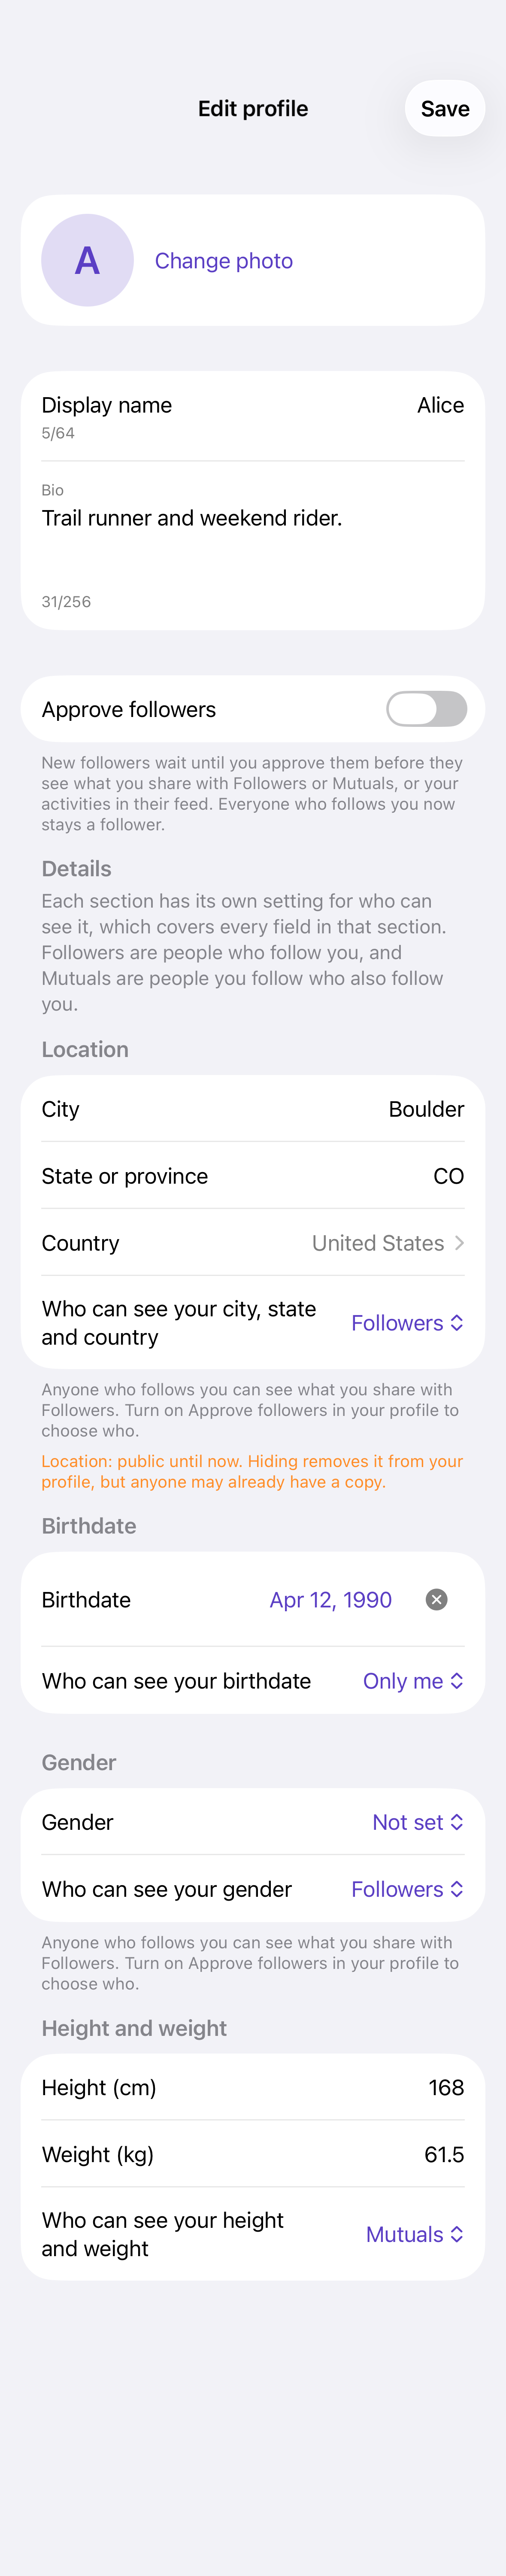 Edit profile
Save
A
Change photo
Display name
Alice
5/64
Bio
Trail runner and weekend rider.
31/256
Approve followers
New followers wait until you approve them before they
see what you share with Followers or Mutuals, or your
activities in their feed. Everyone who follows you now
stays a follower.
Details
Each section has its own setting for who can
see it, which covers every field in that section.
Followers are people who follow you, and
Mutuals are people you follow who also follow
you.
Location
City
Boulder
State or province
CO
Country
United States
Who can see your city, state
and country
Followers
Anyone who follows you can see what you share with
Followers. Turn on Approve followers in your profile to
choose who.
Location: public until now. Hiding removes it from your
profile, but anyone may already have a copy.
Birthdate
Birthdate
Apr 12, 1990
Who can see your birthdate
Only me
Gender
Gender
Not set
Who can see your gender
Followers
Anyone who follows you can see what you share with
Followers. Turn on Approve followers in your profile to
choose who.
Height and weight
Height (cm)
168
Weight (kg)
61.5
Who can see your height
and weight
Mutuals